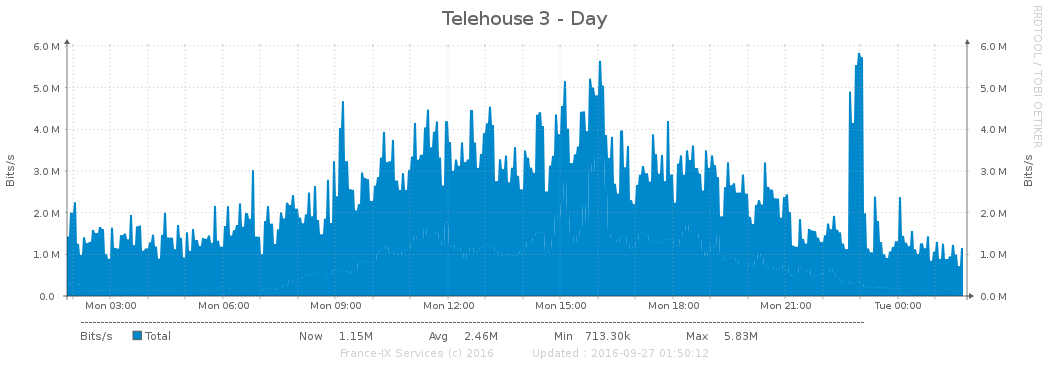 Telehouse 3 - Day
RRDTOOL / TOBI OETIKER
Bits/s
6.0 M 6.0 M
5.0 M 5.0 M
4.0 M 4.0 M
3.0 M 3.0 M
2.0 M 2.0 M
1.0 M 1.0 M
0.0 0.0 M
Bits/s
Mon 03:00 Mon 06:00 Mon 09:00 Mon 12:00 Mon 15:00 Mon 18:00 Mon 21:00 Tue 00:00
Bits/s Total Now 1.15M Avg 2.46M Min 713.30k Max 5.83M
France-IX Services (c) 2016 Updated : 2016-09-27 01:50:12